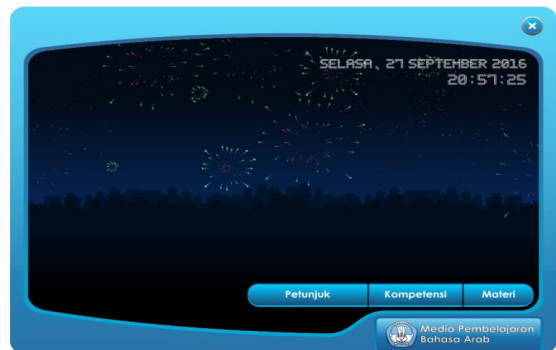 SELASA, 27 SEPTEMBER 2016
20:57:25
Petunjuk Kompetensi Materi
Media Pembelajaran
Bahasa Arab